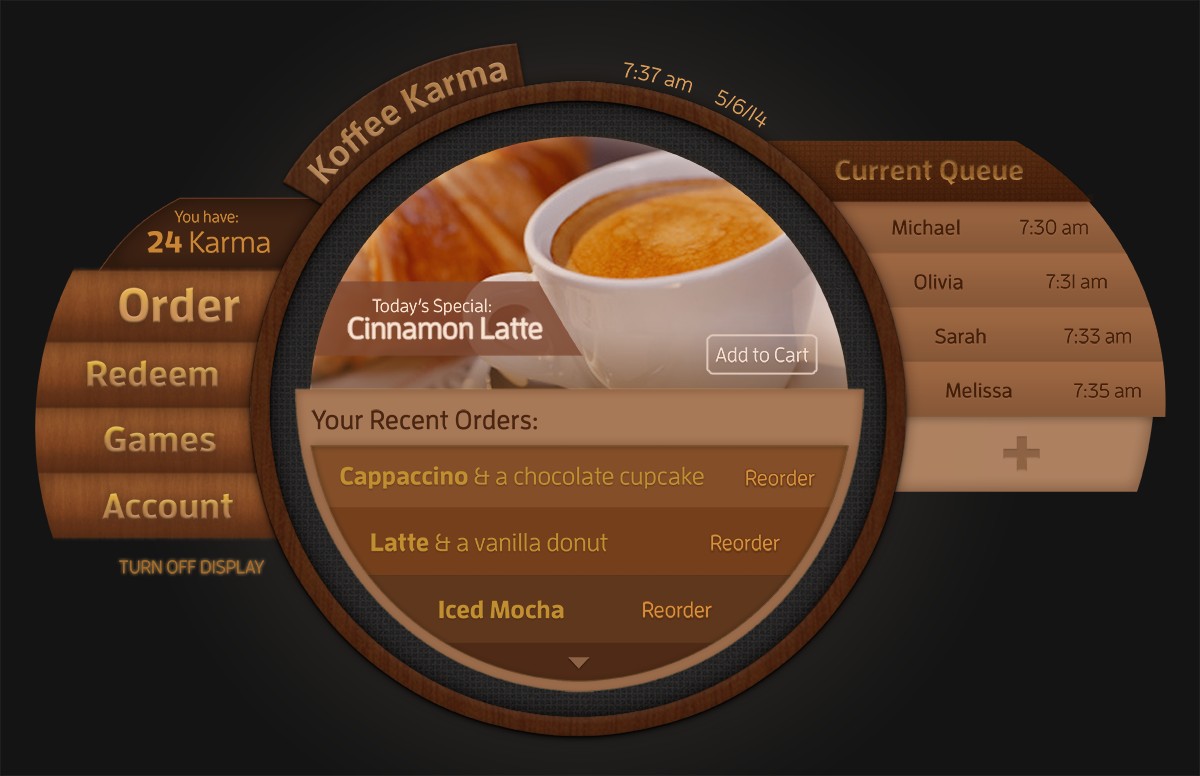 Koffee Karma
7:37 am 5/6/14
You have:
24 Karma
Order
Redeem
Games
Account
TURN OFF DISPLAY
Today's Special:
Cinnamon Latte
Add to Cart
Your Recent Orders:
Cappaccino & a chocolate cupcake Reorder
Latte & a vanilla donut Reorder
Iced Mocha Reorder
Current Queue
Michael 7:30 am
Olivia 7:31 am
Sarah 7:33 am
Melissa 7:35 am